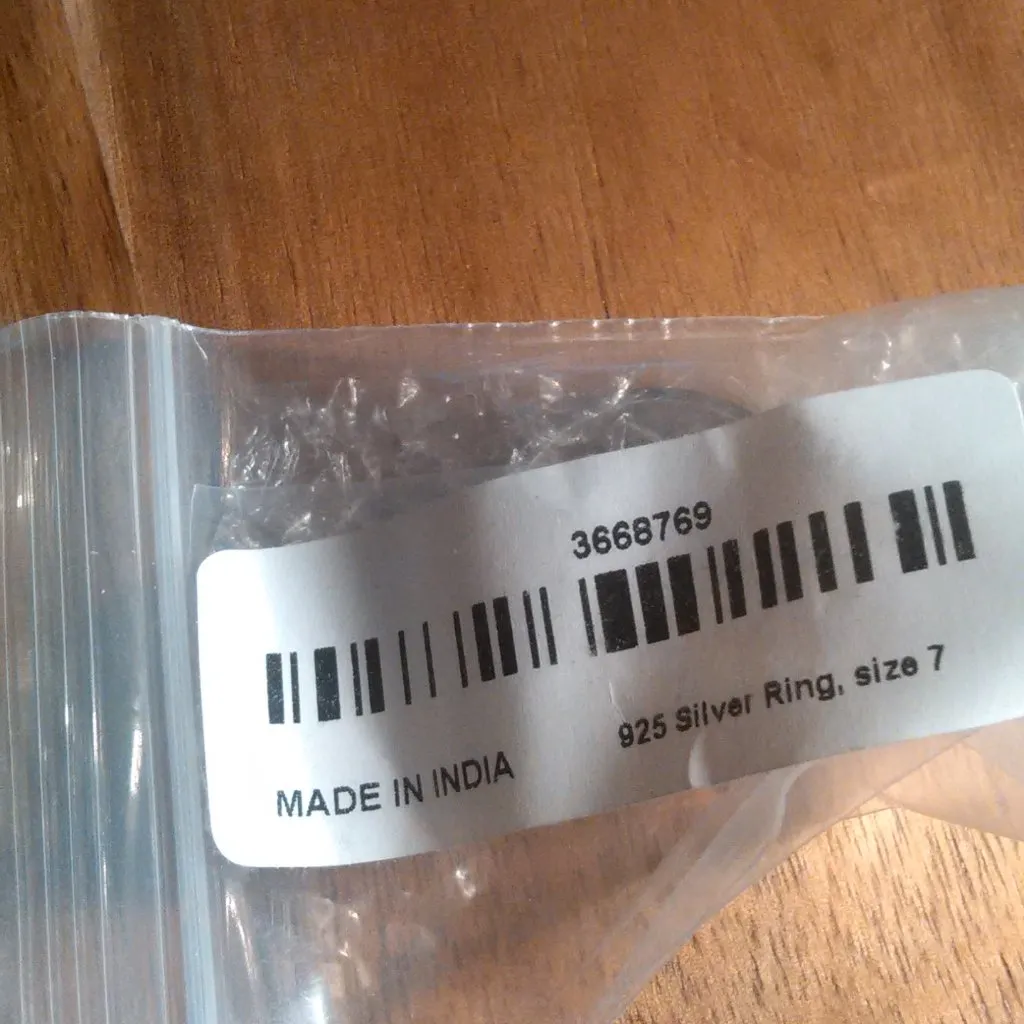 3668769
925 Silver Ring, size 7
MADE IN INDIA